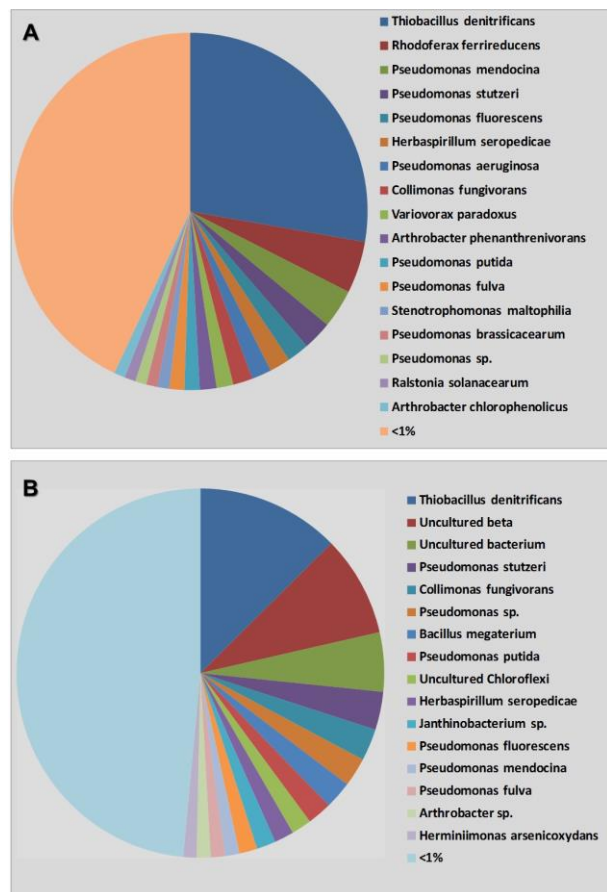 A
Thiobacillus denitrificans
Rhodoferax ferrireducens
Pseudomonas mendocina
Pseudomonas stutzeri
Pseudomonas fluorescens
Herbaspirillum seropedicae
Pseudomonas aeruginosa
Collimonas fungivorans
Variovorax paradoxus
Arthrobacter phenanthrenivorans
Pseudomonas putida
Pseudomonas fulva
Stenotrophomonas maltophilia
Pseudomonas brassicacearum
Pseudomonas sp.
Ralstonia solanacearum
Arthrobacter chlorophenolicus
<1%
B
Thiobacillus denitrificans
Uncultured beta
Uncultured bacterium
Pseudomonas stutzeri
Collimonas fungivorans
Pseudomonas sp.
Bacillus megaterium
Pseudomonas putida
Uncultured Chloroflexi
Herbaspirillum seropedicae
Janthinobacterium sp.
Pseudomonas fluorescens
Pseudomonas mendocina
Pseudomonas fulva
Arthrobacter sp.
Herminiimonas arsenicoxydans
<1%